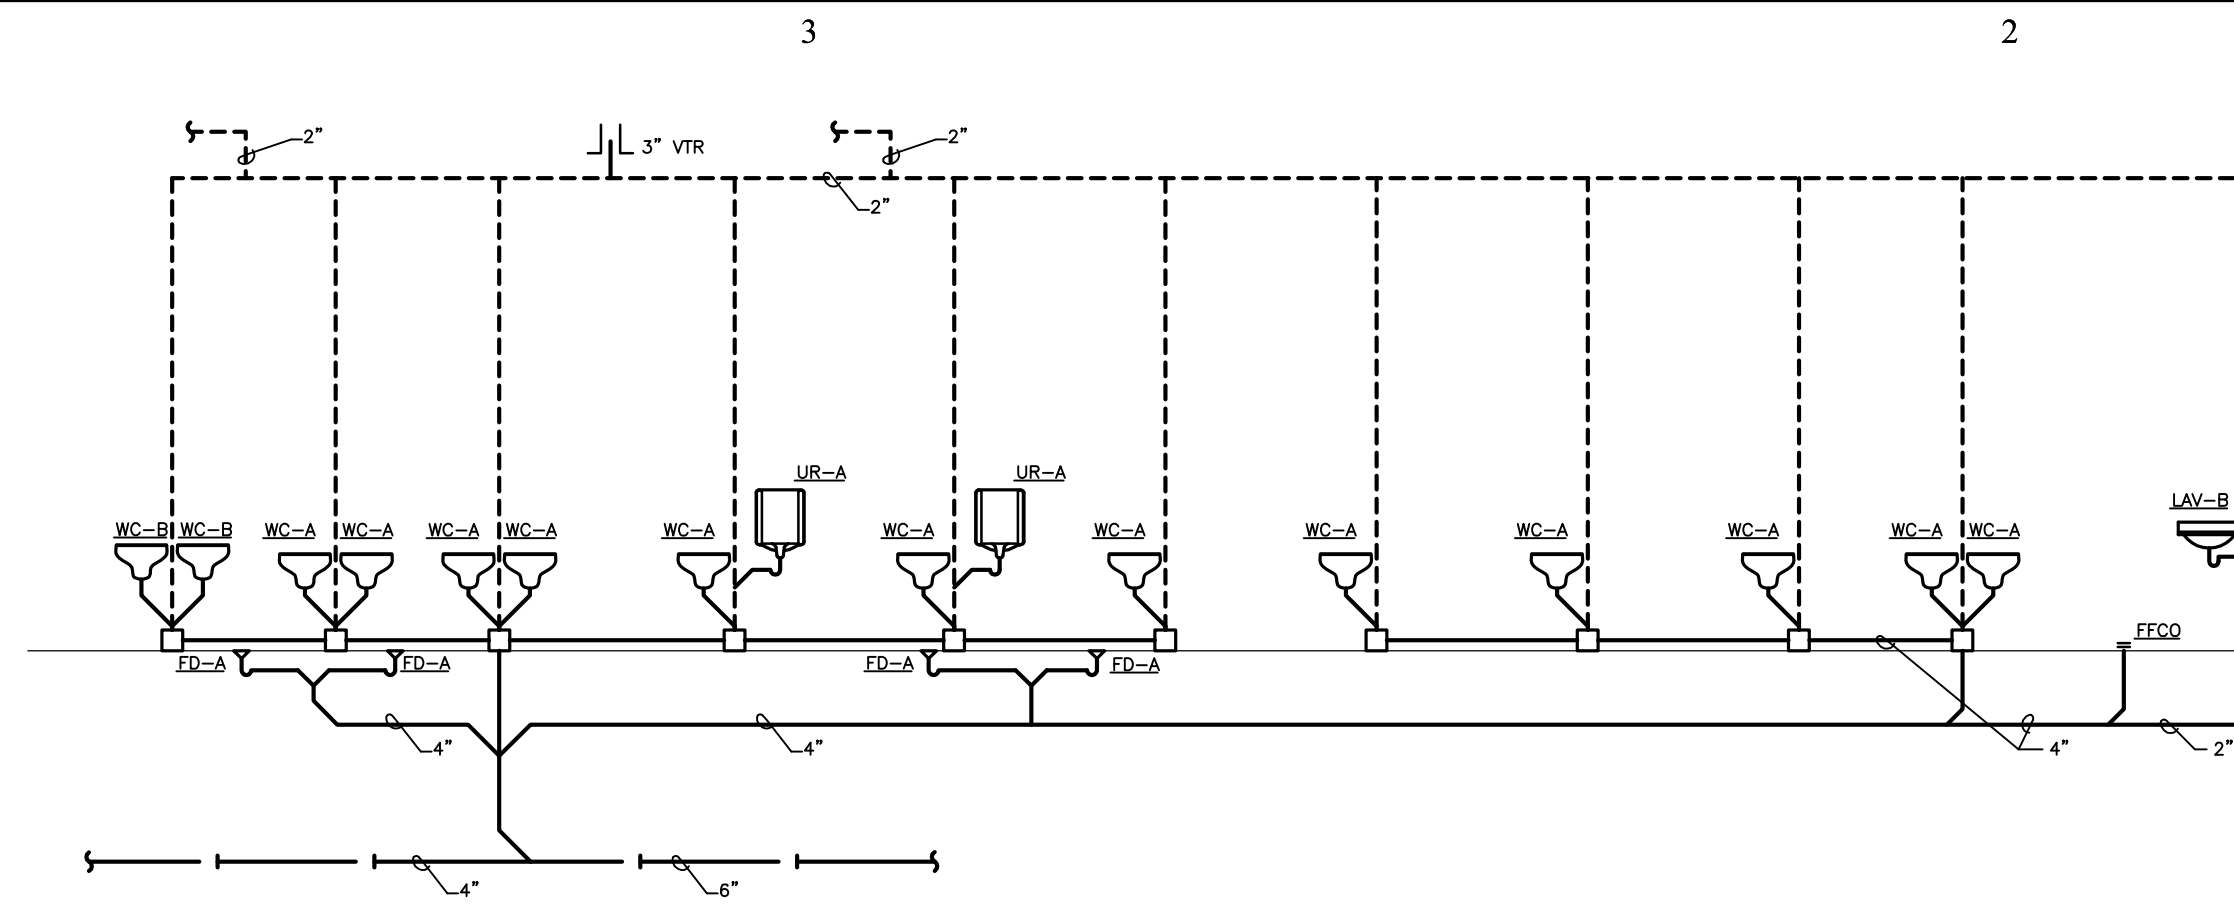 3
2
2”
3” VTR
2”
2”
UR-A
UR-A
LAV-B
WC-B WC-B WC-A WC-A WC-A WC-A WC-A WC-A WC-A WC-A WC-A WC-A WC-A WC-A
FFCO
FD-A FD-A FD-A FD-A
4” 4” 4” 2”
4” 6”